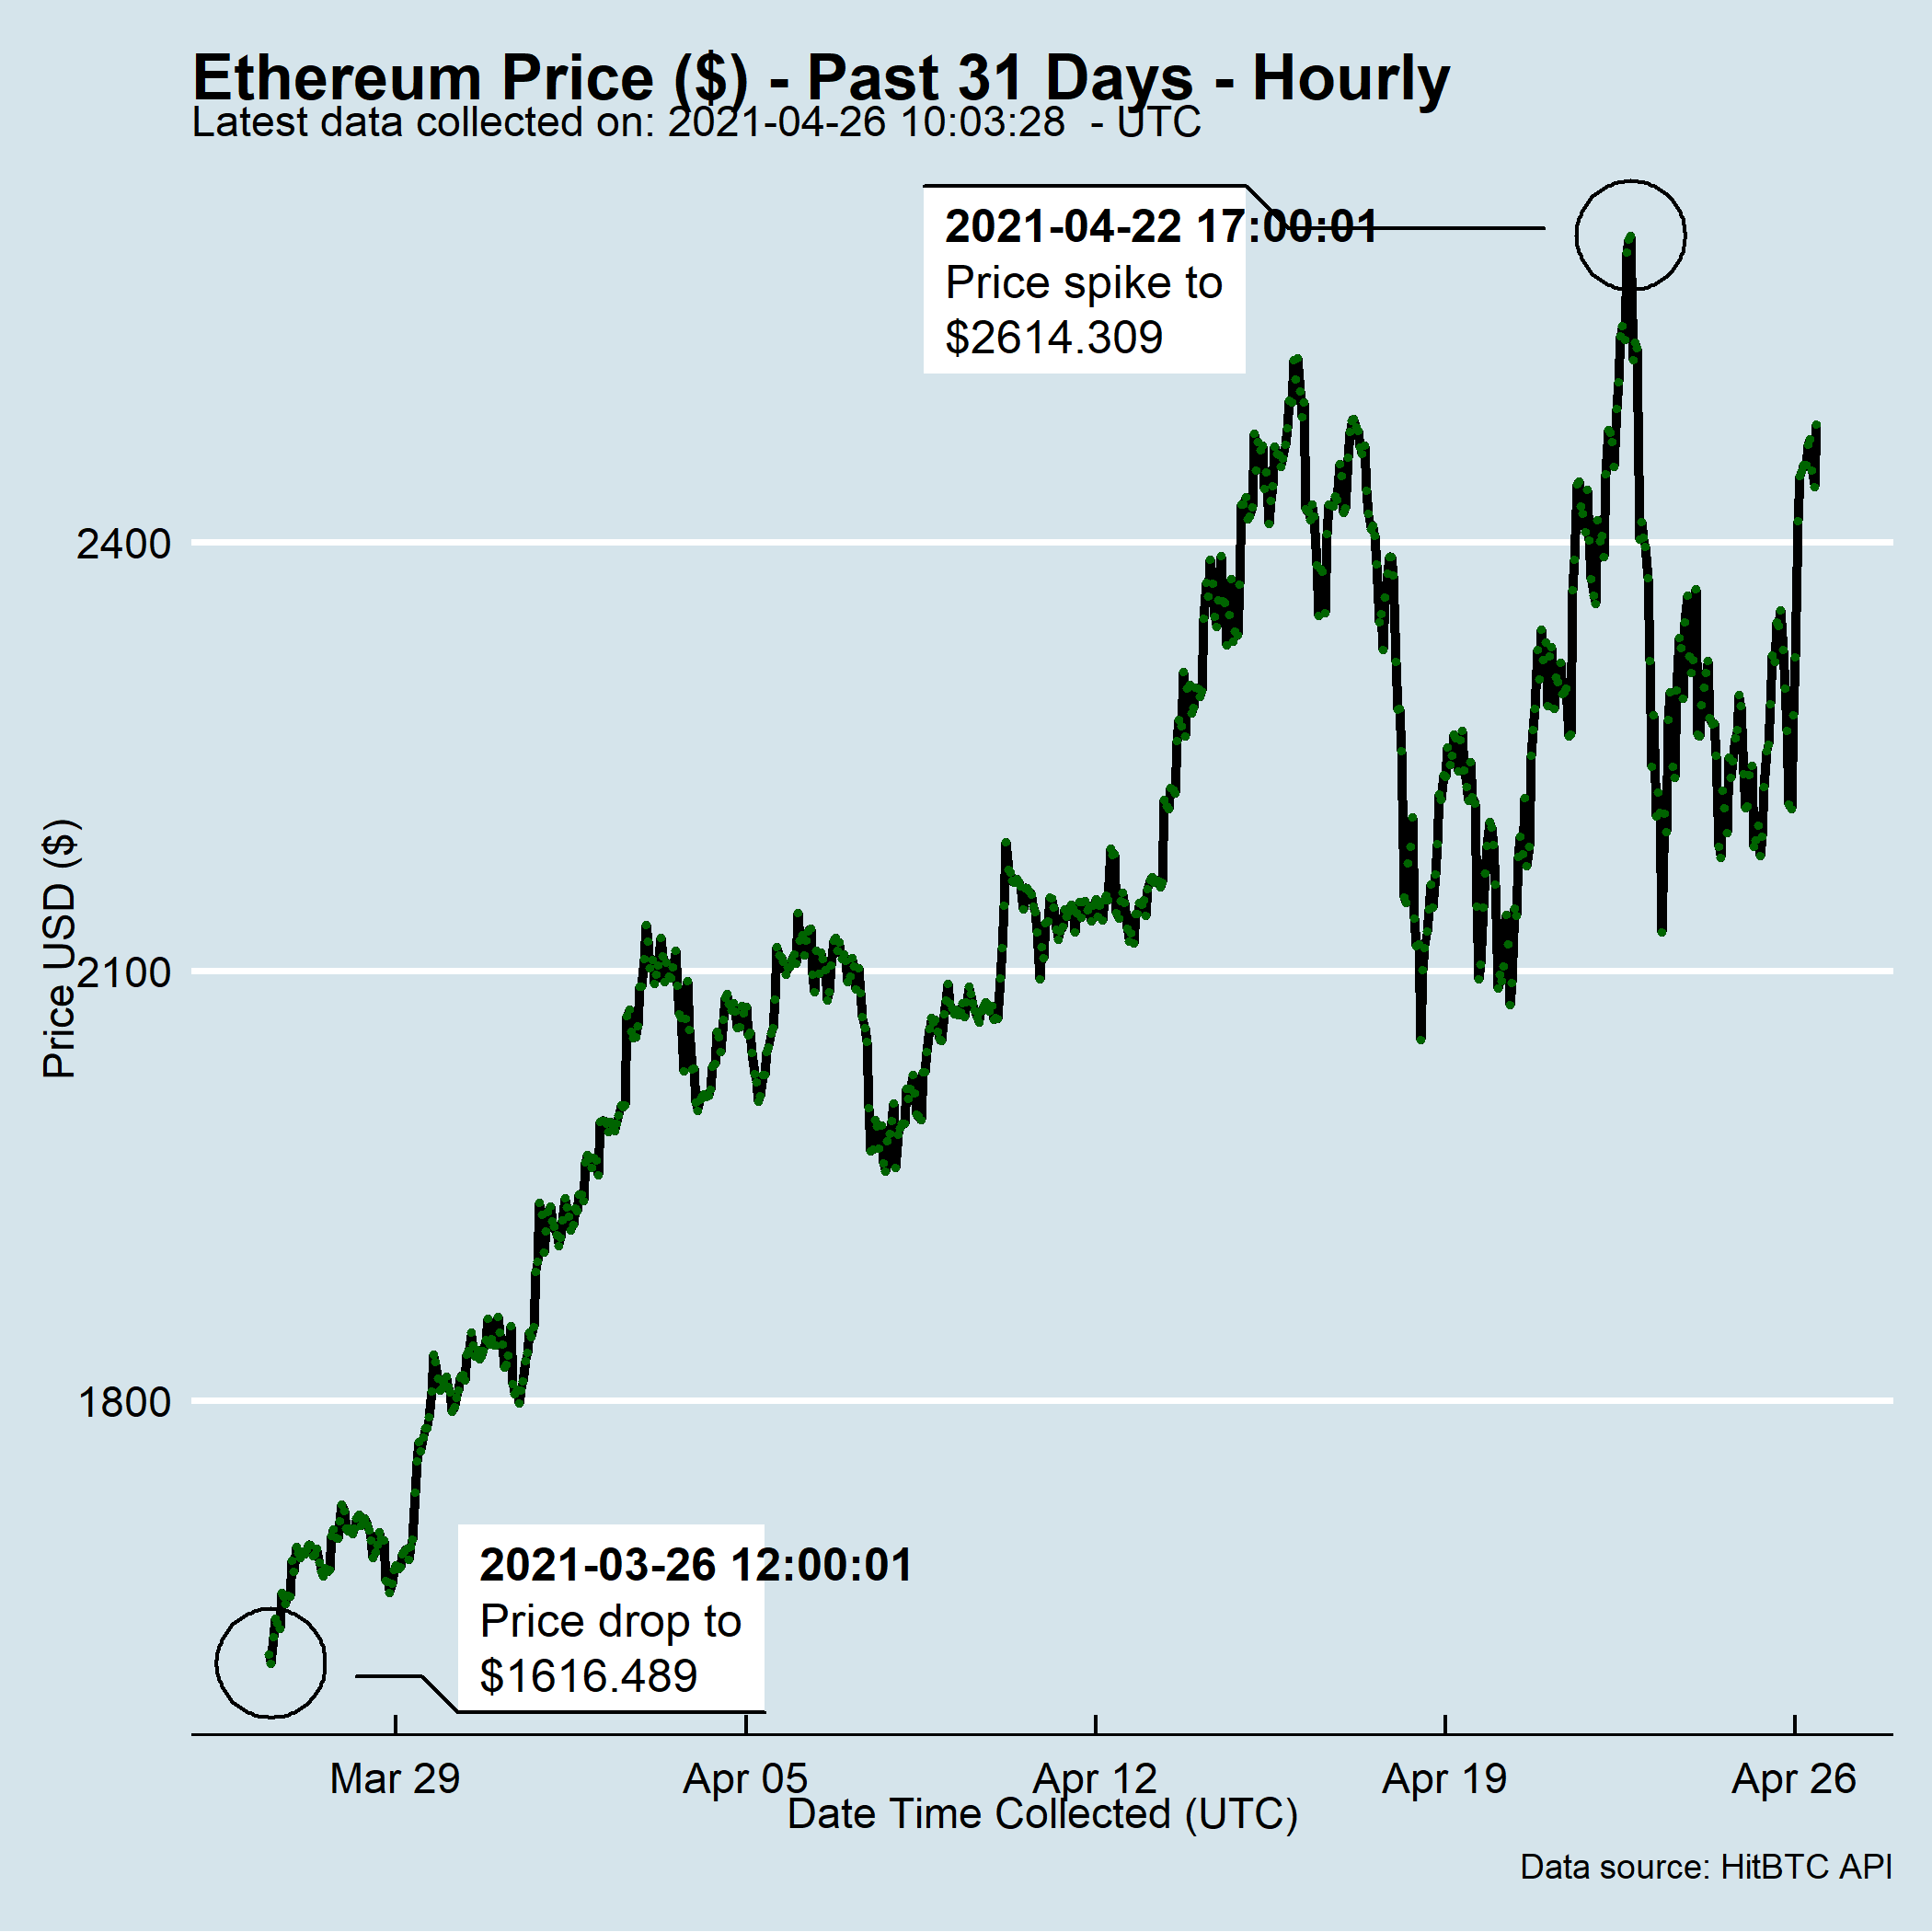 Ethereum Price ($) - Past 31 Days - Hourly
Latest data collected on: 2021-04-26 10:03:28  - UTC
2021-04-22 17:00:01
Price spike to
$2614.309
2400
2100
1800
Price USD ($)
2021-03-26 12:00:01
Price drop to
$1616.489
Mar 29
Apr 05
Apr 12
Apr 19
Apr 26
Date Time Collected (UTC)
Data source: HitBTC API